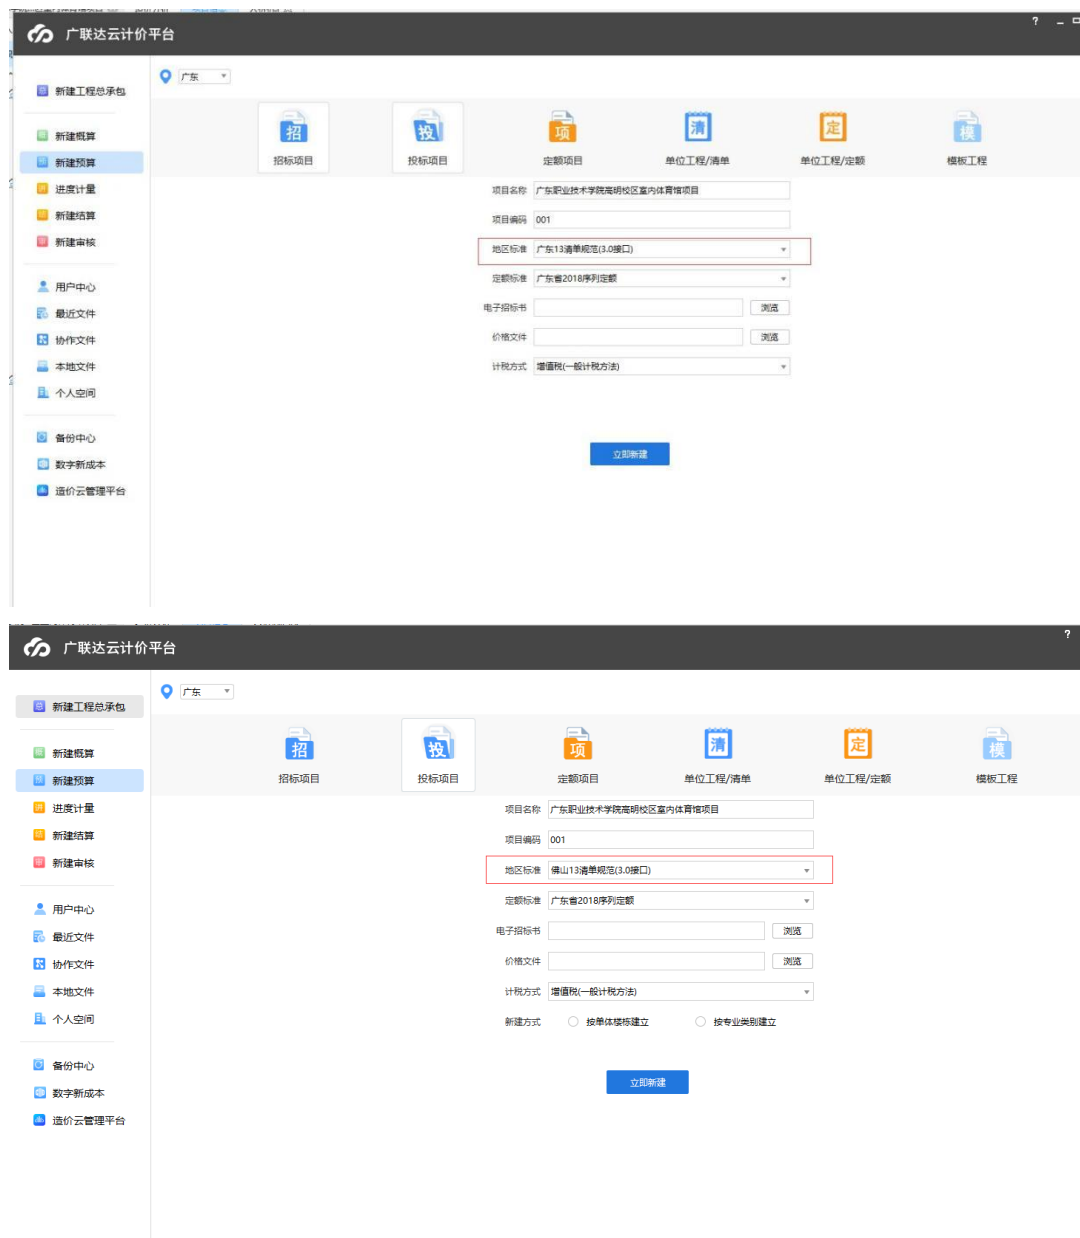 广联达云计价平台
?
广东
新建工程总承包
新建概算
新建预算
进度计量
新建结算
新建审核
用户中心
最近文件
协作文件
本地文件
个人空间
备份中心
数字新成本
造价云管理平台
招 投 项 清 定 模
招标项目 投标项目 定额项目 单位工程/清单 单位工程/定额 模板工程
项目名称 广东职业技术学院高明校区室内体育馆项目
项目编码 001
地区标准 广东13清单规范(3.0接口)
定额标准 广东省2018序列定额
电子招标书 浏览
价格文件 浏览
计税方式 增值税(一般计税方法)
立即新建
广联达云计价平台
?
广东
新建工程总承包
新建概算
新建预算
进度计量
新建结算
新建审核
用户中心
最近文件
协作文件
本地文件
个人空间
备份中心
数字新成本
造价云管理平台
招 投 项 清 定 模
招标项目 投标项目 定额项目 单位工程/清单 单位工程/定额 模板工程
项目名称 广东职业技术学院高明校区室内体育馆项目
项目编码 001
地区标准 佛山13清单规范(3.0接口)
定额标准 广东省2018序列定额
电子招标书 浏览
价格文件 浏览
计税方式 增值税(一般计税方法)
新建方式 按单体楼栋建立 按专业类别建立
立即新建